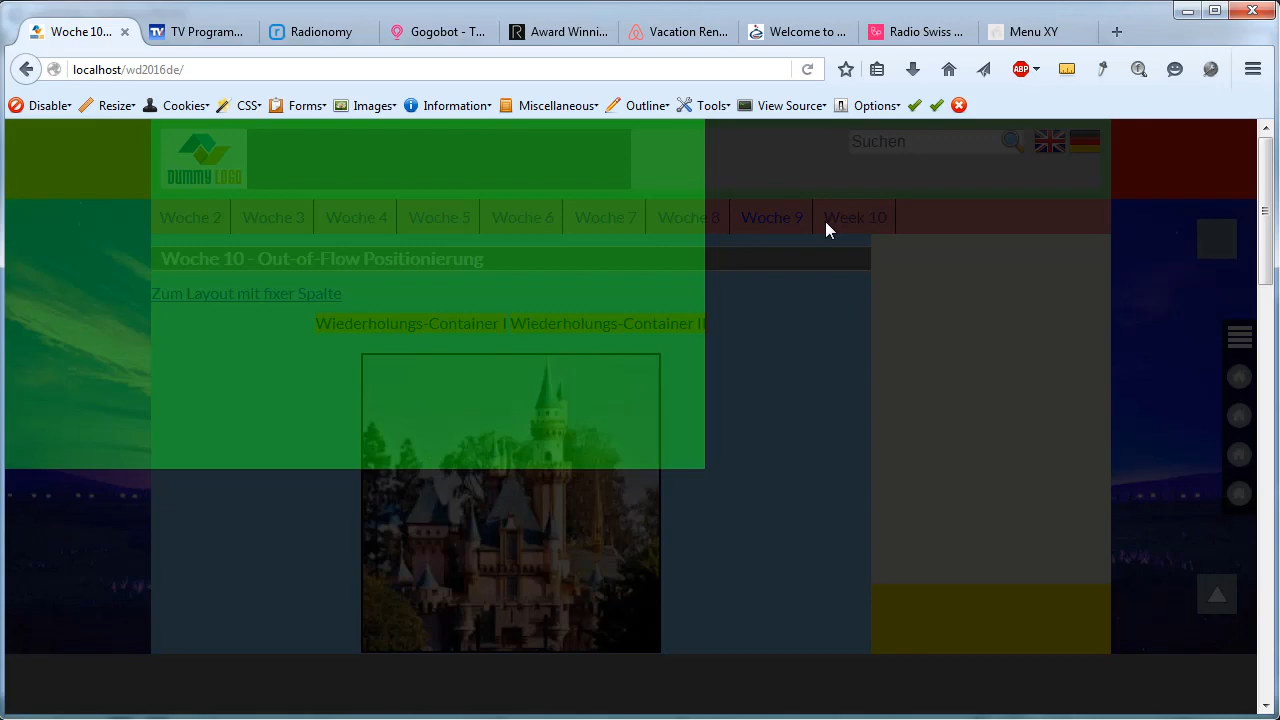 Woche 10... TV Program... Radionomy Gogobot - T... Award Winni... Vacation Ren... Welcome to ... Radio Swiss ... Menu XY
localhost/wd2016de/ ABP
Disable Resize Cookies CSS Forms Images Information Miscellaneous Outline Tools View Source Options
DUMMY LOGO
Suchen
Woche 2 Woche 3 Woche 4 Woche 5 Woche 6 Woche 7 Woche 8 Woche 9 Week 10
Woche 10 - Out-of-Flow Positionierung
Zum Layout mit fixer Spalte
Wiederholungs-Container I Wiederholungs-Container II